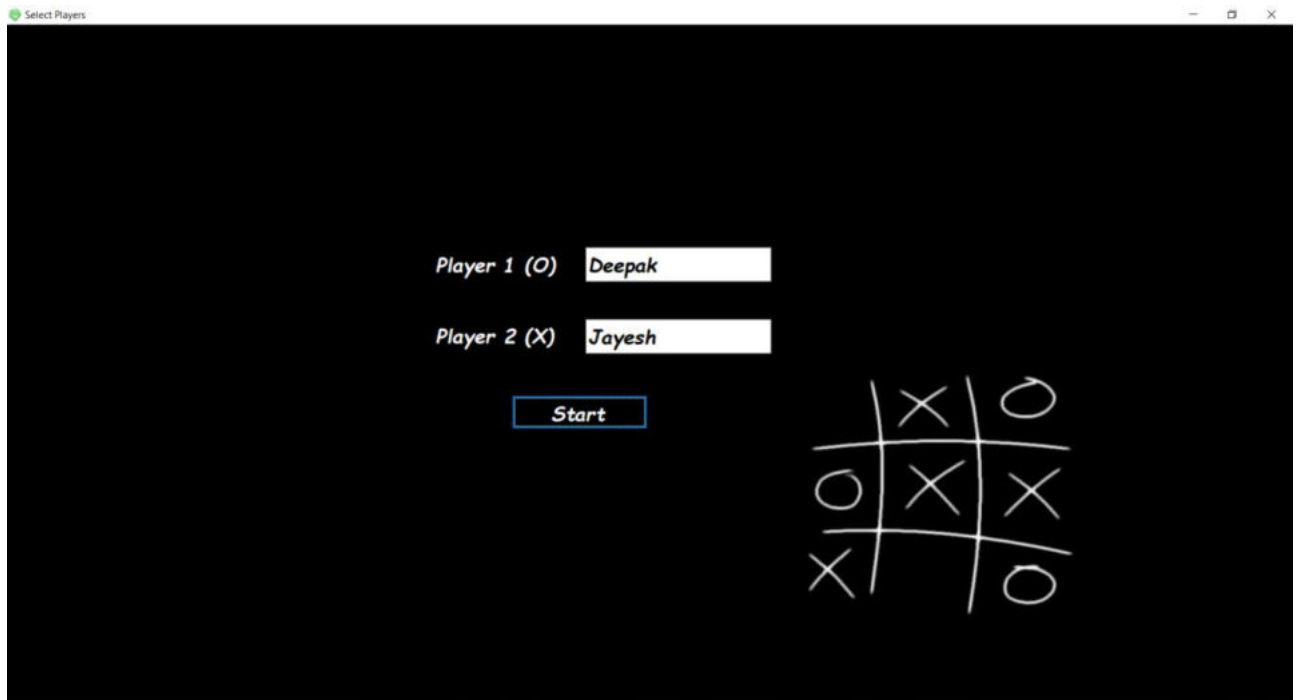 Select Players
Player 1 (O) Deepak
Player 2 (X) Jayesh
Start
X O
O X X
X O